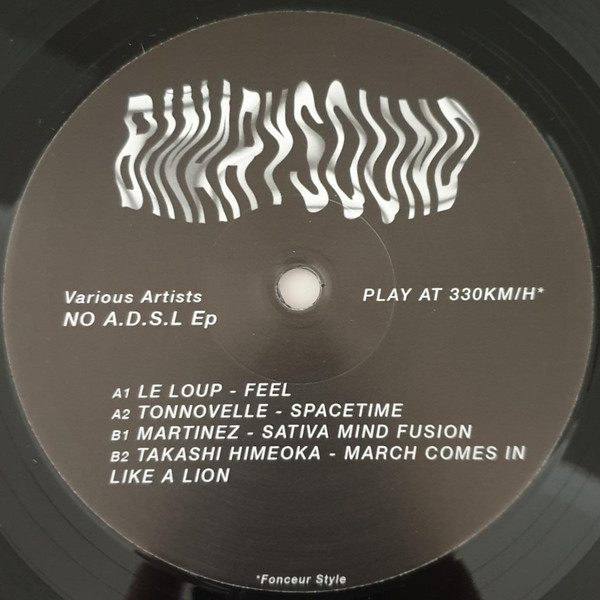 BINARYSOUND
Various Artists
NO A.D.S.L Ep
PLAY AT 330KM/H*
A1 LE LOUP - FEEL
A2 TONNOVELLE - SPACETIME
B1 MARTINEZ - SATIVA MIND FUSION
B2 TAKASHI HIMEOKA - MARCH COMES IN
LIKE A LION
*Fonceur Style